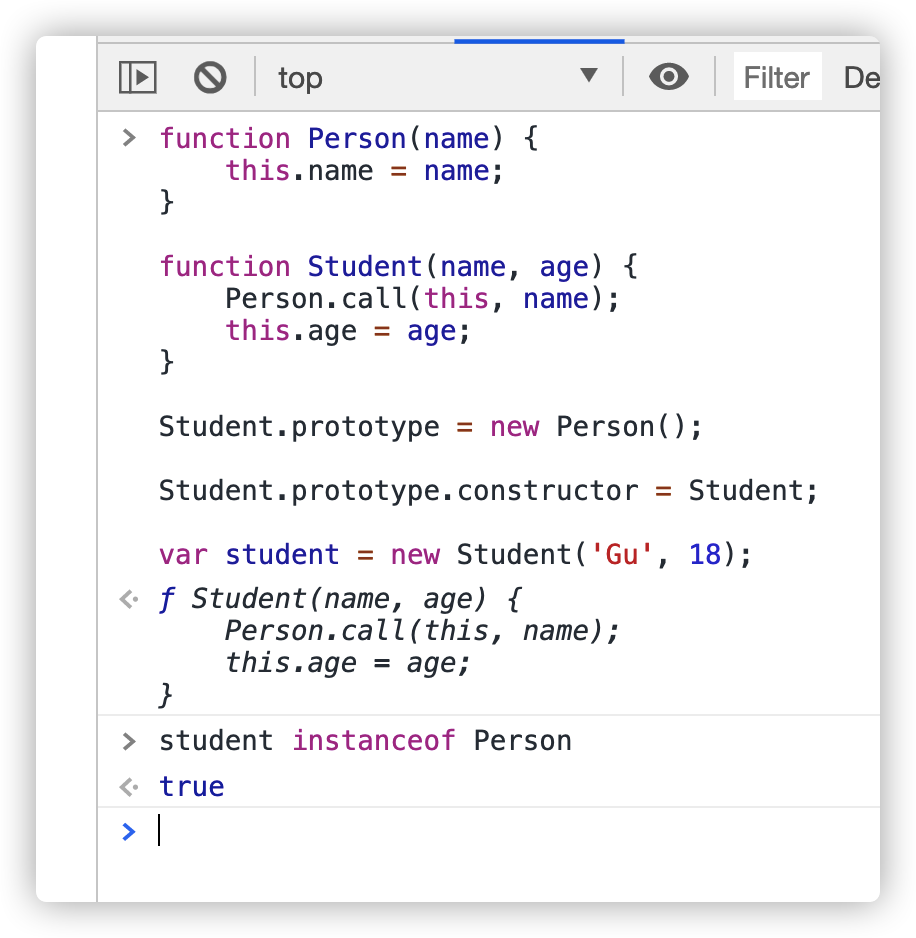 top Filter De
function Person(name) {
    this.name = name;
}
function Student(name, age) {
    Person.call(this, name);
    this.age = age;
}
Student.prototype = new Person();
Student.prototype.constructor = Student;
var student = new Student('Gu', 18);
ƒ Student(name, age) {
    Person.call(this, name);
    this.age = age;
}
student instanceof Person
true